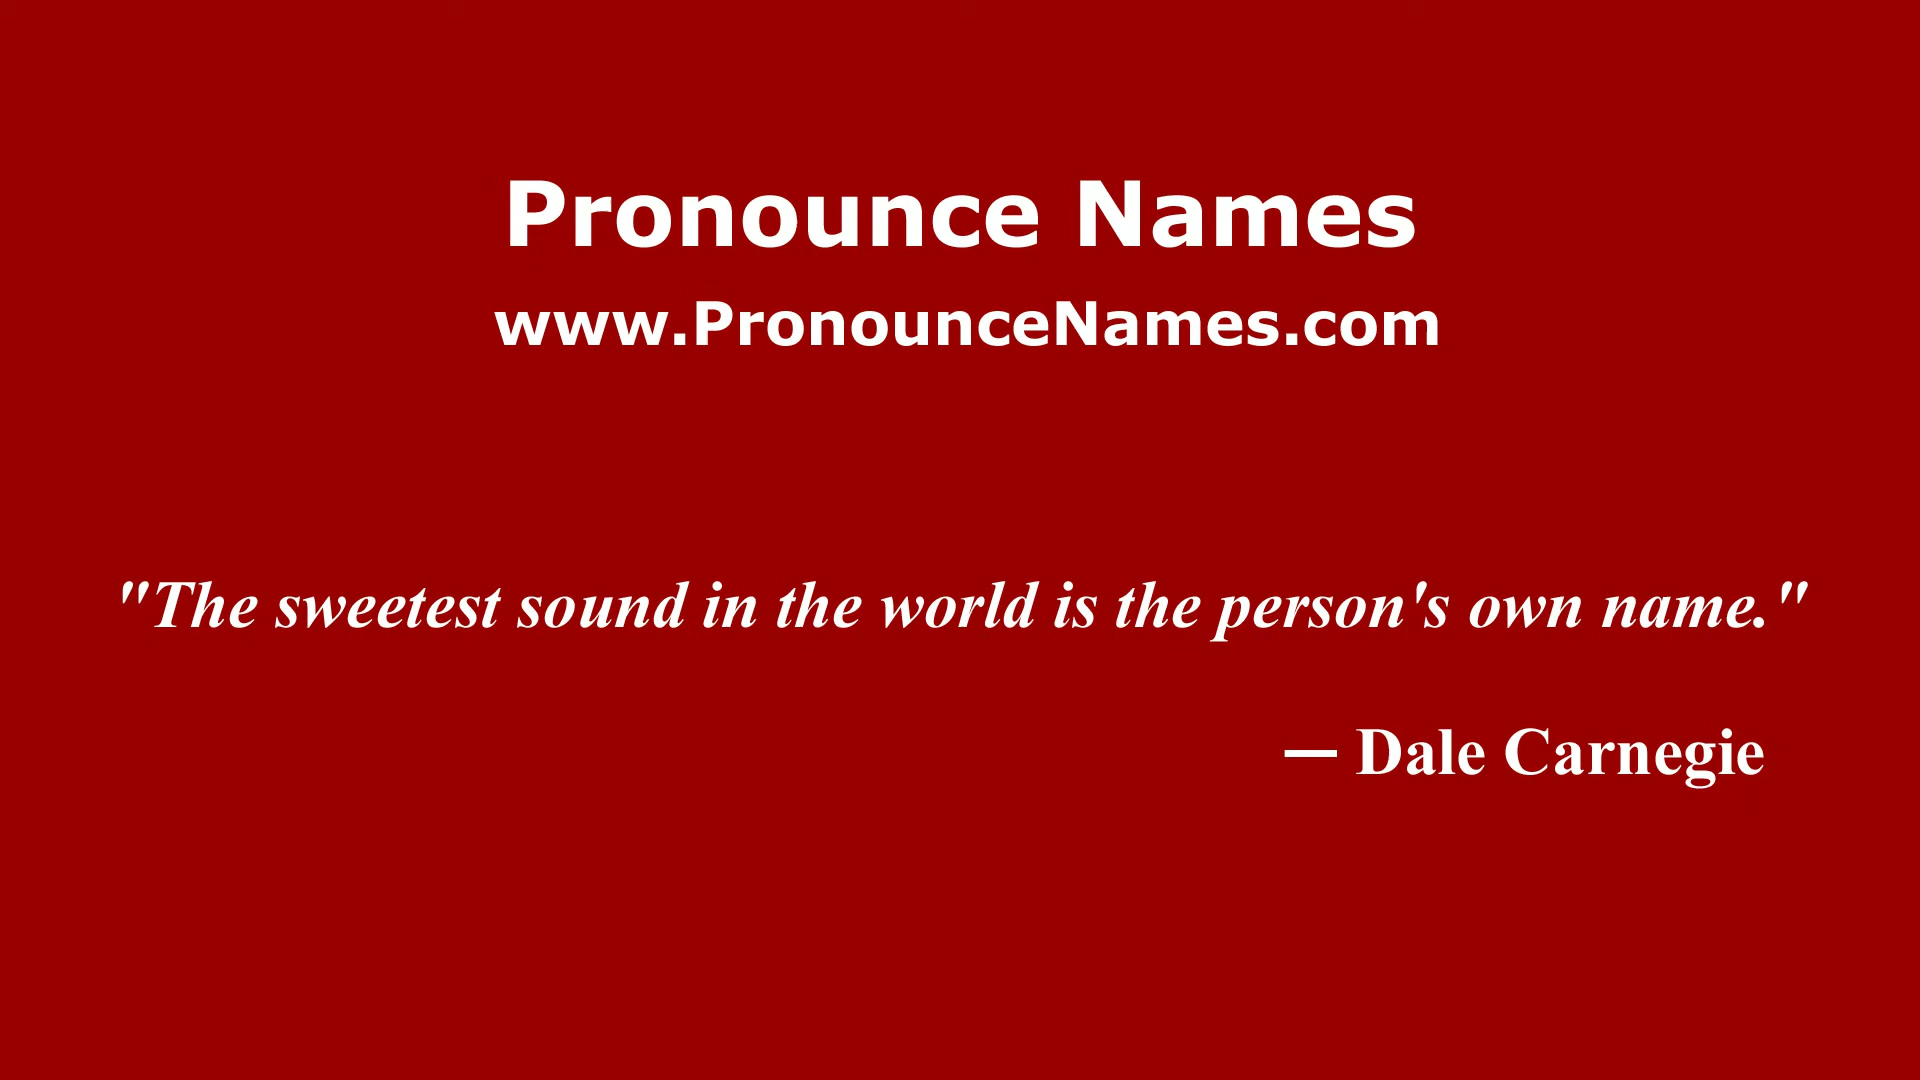 Pronounce Names
www.PronounceNames.com
"The sweetest sound in the world is the person's own name."
— Dale Carnegie